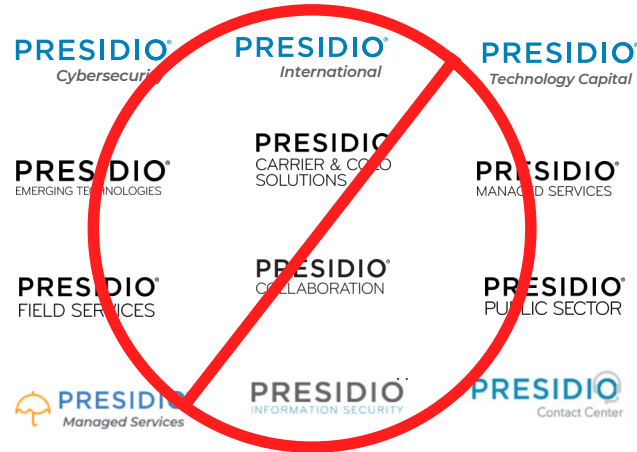 PRESIDIO® PRESIDIO® PRESIDIO®
Cybersecurity International Technology Capital
PRESIDIO® PRESIDIO PRESIDIO®
EMERGING TECHNOLOGIES CARRIER & COLO MANAGED SERVICES
SOLUTIONS
PRESIDIO® PRESIDIO® PRESIDIO®
FIELD SERVICES COLLABORATION PUBLIC SECTOR
PRESIDIO PRESIDIO PRESIDIO
Managed Services INFORMATION SECURITY Contact Center